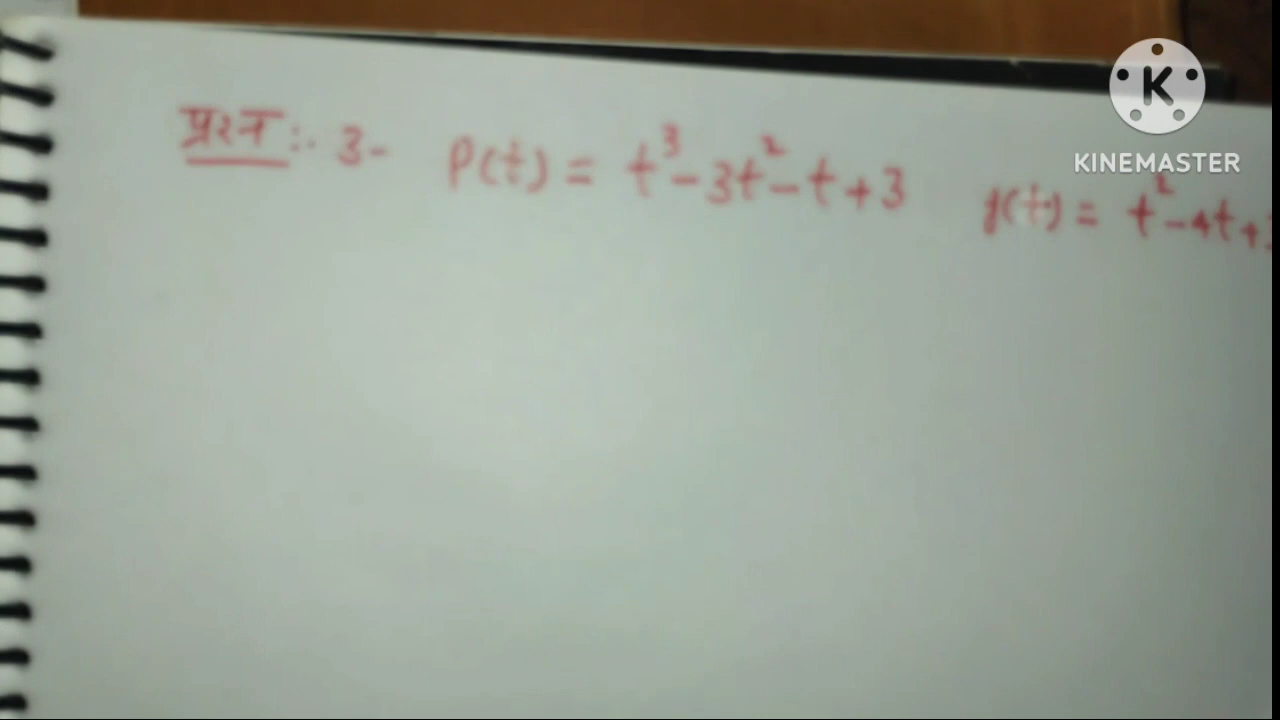 KINEMASTER
प्रश्न :- 3- P(t) = t³-3t²-t+3 g(t) = t²-4t+